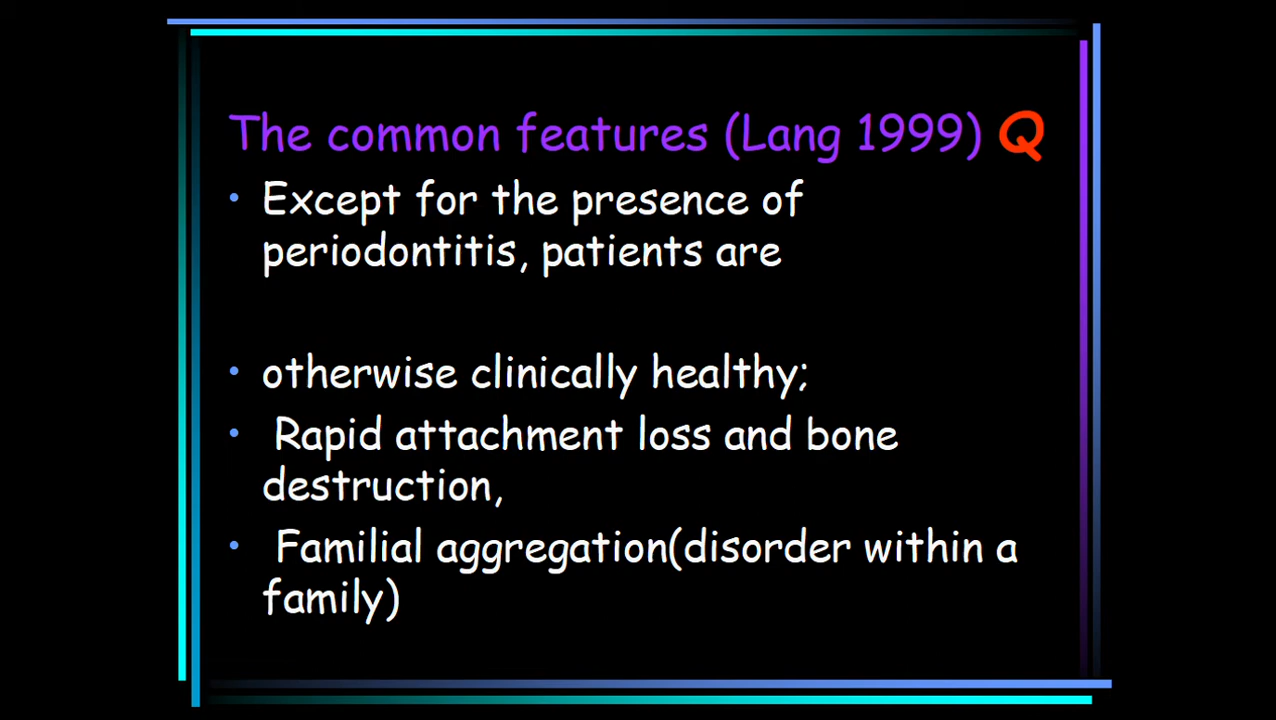 The common features (Lang 1999) Q
• Except for the presence of
periodontitis, patients are
• otherwise clinically healthy;
• Rapid attachment loss and bone
destruction,
• Familial aggregation(disorder within a
family)